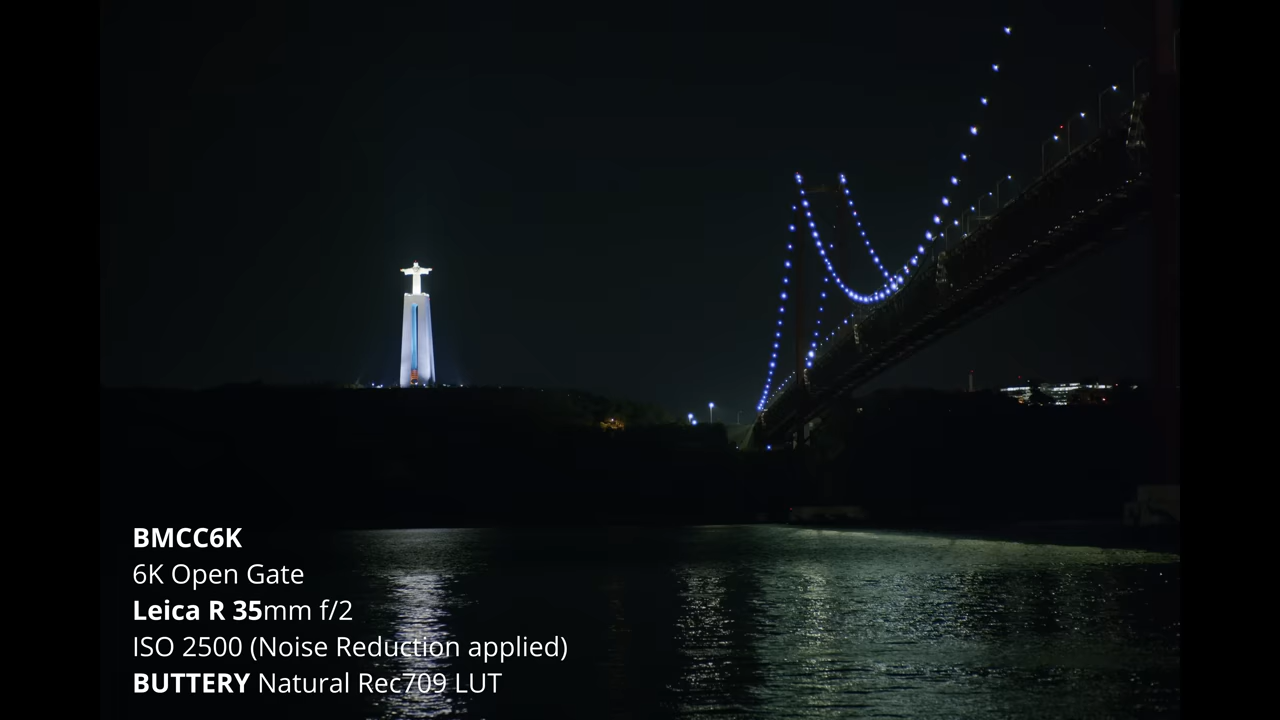 BMCC6K
6K Open Gate
Leica R 35mm f/2
ISO 2500 (Noise Reduction applied)
BUTTERY Natural Rec709 LUT